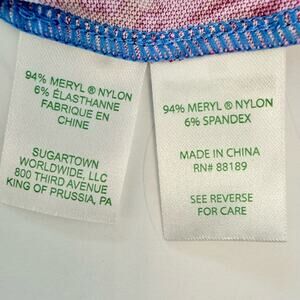 94% MERYL ® NYLON
6% ÉLASTHANNE
FABRIQUE EN
CHINE
SUGARTOWN
WORLDWIDE, LLC
800 THIRD AVENUE
KING OF PRUSSIA, PA
94% MERYL ® NYLON
6% SPANDEX
MADE IN CHINA
RN# 88189
SEE REVERSE
FOR CARE